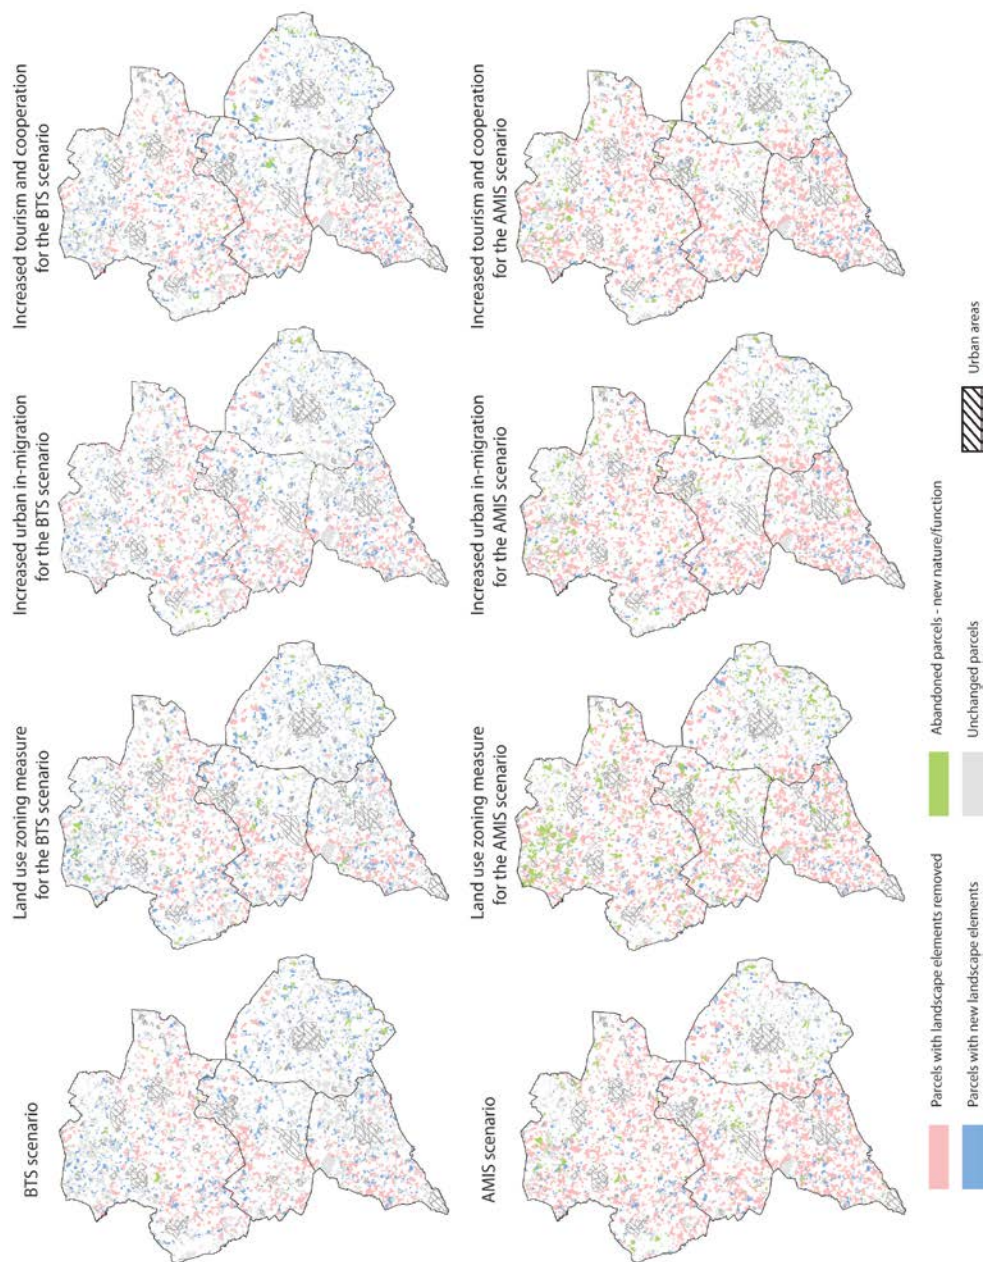 BTS scenario
Land use zoning measure
for the BTS scenario
Increased urban in-migration
for the BTS scenario
Increased tourism and cooperation
for the BTS scenario
AMIS scenario
Land use zoning measure
for the AMIS scenario
Increased urban in-migration
for the AMIS scenario
Increased tourism and cooperation
for the AMIS scenario
Parcels with landscape elements removed
Abandoned parcels - new nature/function
Parcels with new landscape elements
Unchanged parcels
Urban areas